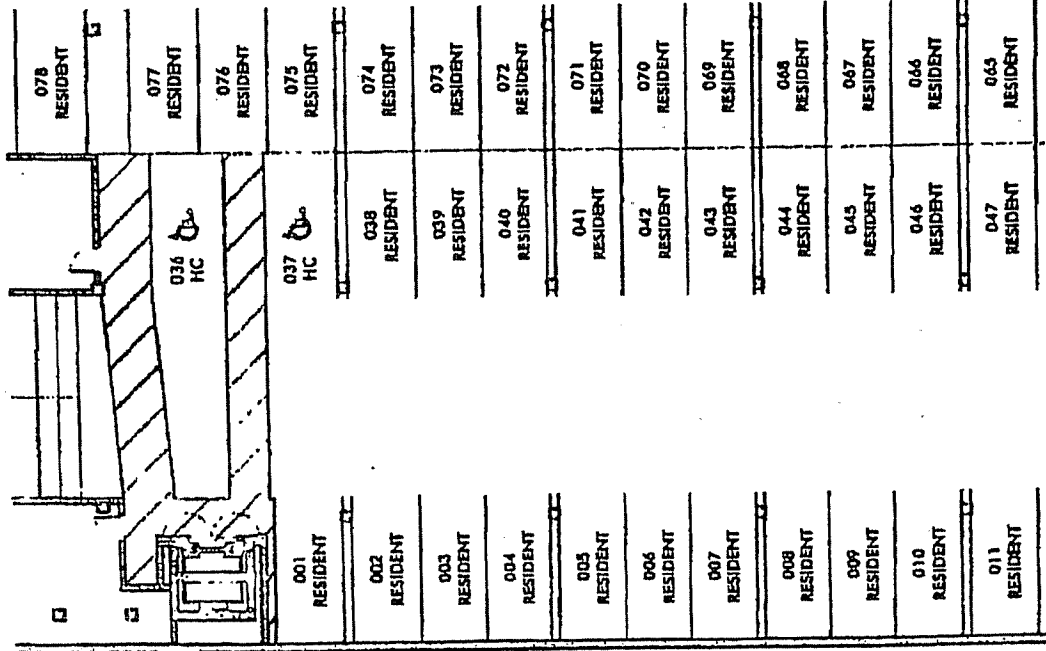 078
RESIDENT
077
RESIDENT
076
RESIDENT
075
RESIDENT
074
RESIDENT
073
RESIDENT
072
RESIDENT
071
RESIDENT
070
RESIDENT
069
RESIDENT
068
RESIDENT
067
RESIDENT
066
RESIDENT
065
RESIDENT
036
HC
037
HC
038
RESIDENT
039
RESIDENT
040
RESIDENT
041
RESIDENT
042
RESIDENT
043
RESIDENT
044
RESIDENT
045
RESIDENT
046
RESIDENT
047
RESIDENT
001
RESIDENT
002
RESIDENT
003
RESIDENT
004
RESIDENT
005
RESIDENT
006
RESIDENT
007
RESIDENT
008
RESIDENT
009
RESIDENT
010
RESIDENT
011
RESIDENT